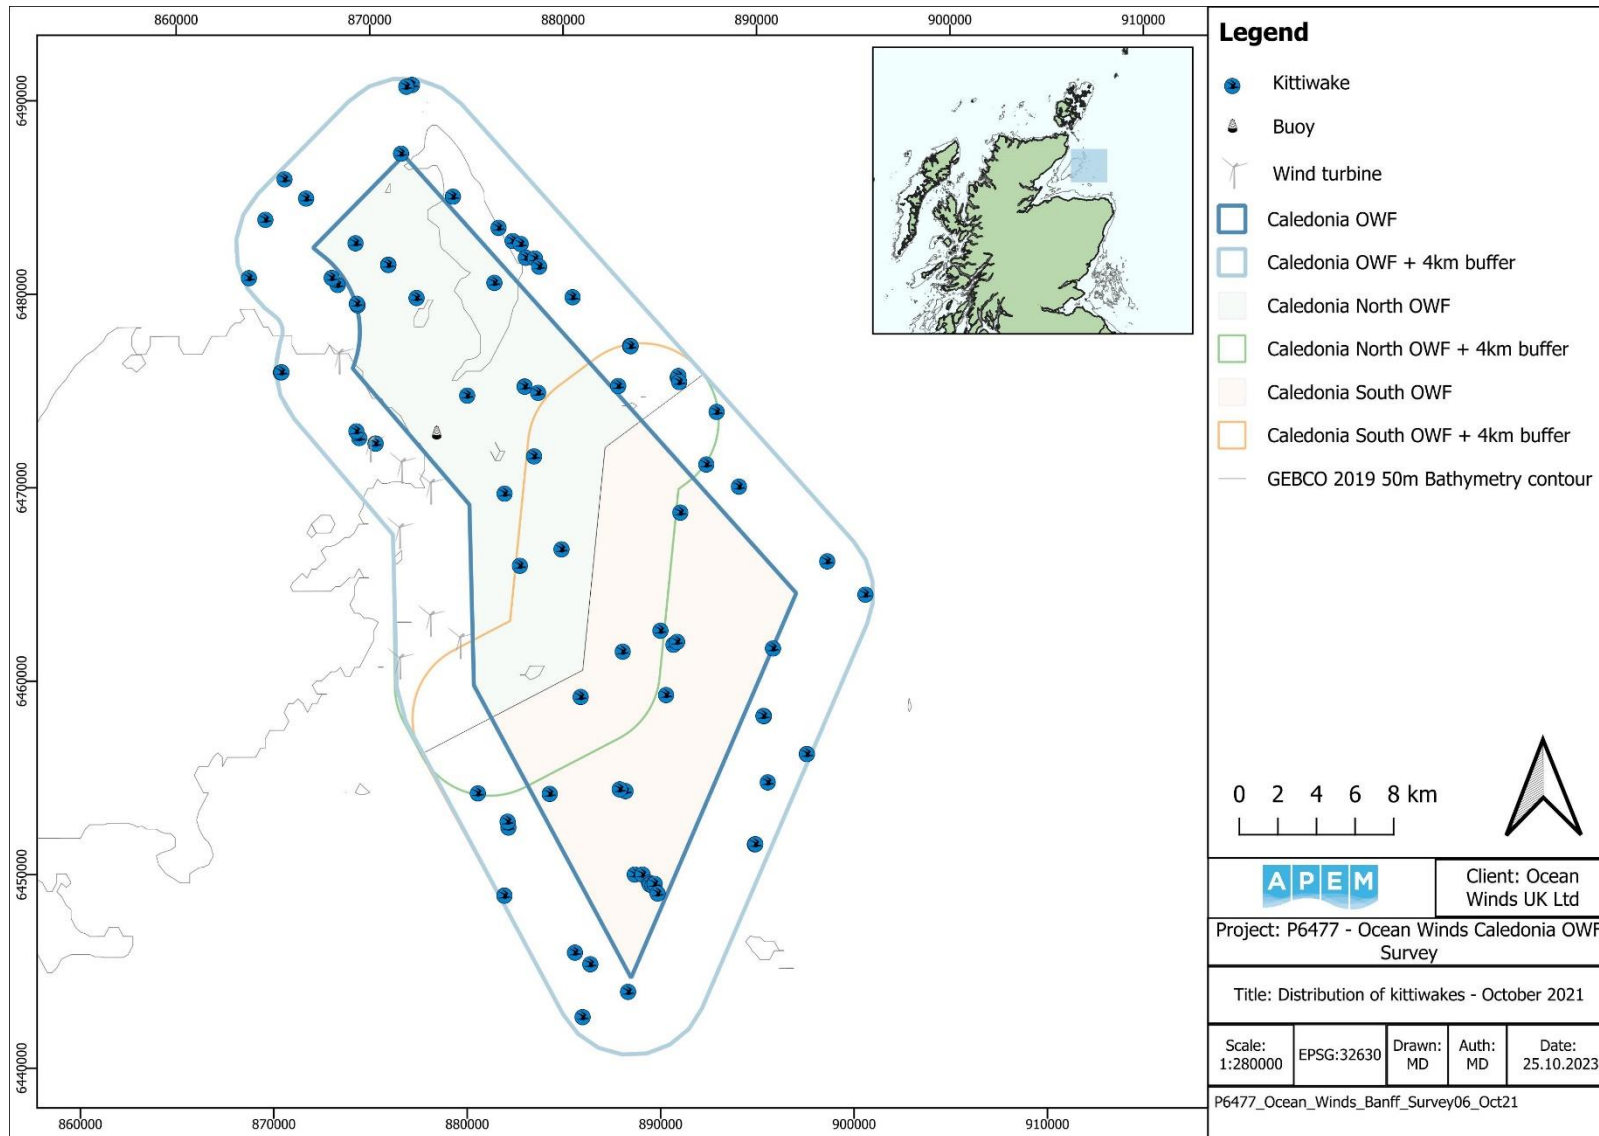 860000 870000 880000 890000 900000 910000
6490000
6480000
6470000
6460000
6450000
6440000
860000 870000 880000 890000 900000 910000
Legend
Kittiwake
Buoy
Wind turbine
Caledonia OWF
Caledonia OWF + 4km buffer
Caledonia North OWF
Caledonia North OWF + 4km buffer
Caledonia South OWF
Caledonia South OWF + 4km buffer
GEBCO 2019 50m Bathymetry contour
0 2 4 6 8 km
APEM
Client: Ocean
Winds UK Ltd
Project: P6477 - Ocean Winds Caledonia OWF
Survey
Title: Distribution of kittiwakes - October 2021
Scale:
1:280000
EPSG:32630
Drawn:
MD
Auth:
MD
Date:
25.10.2023
P6477_Ocean_Winds_Banff_Survey06_Oct21